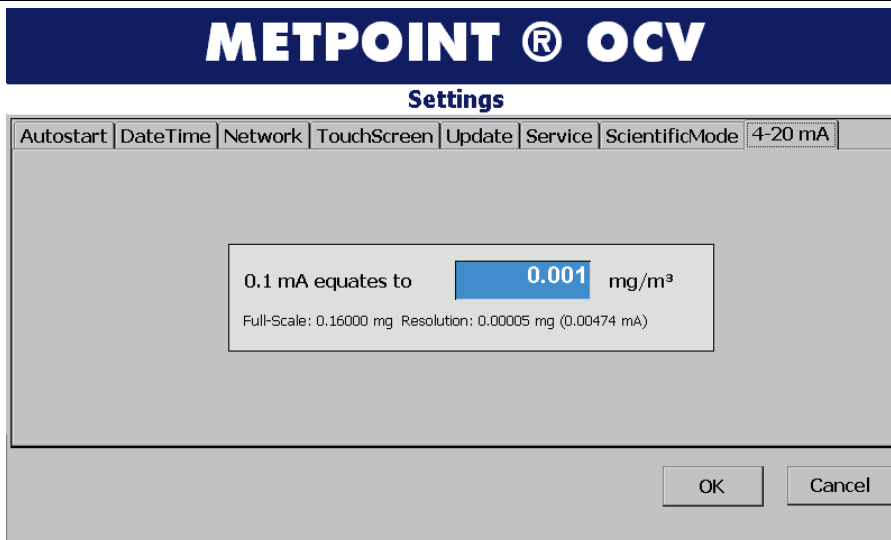 METPOINT ® OCV
Settings
Autostart DateTime Network TouchScreen Update Service ScientificMode 4-20 mA
0.1 mA equates to 0.001 mg/m³
Full-Scale: 0.16000 mg Resolution: 0.00005 mg (0.00474 mA)
OK Cancel